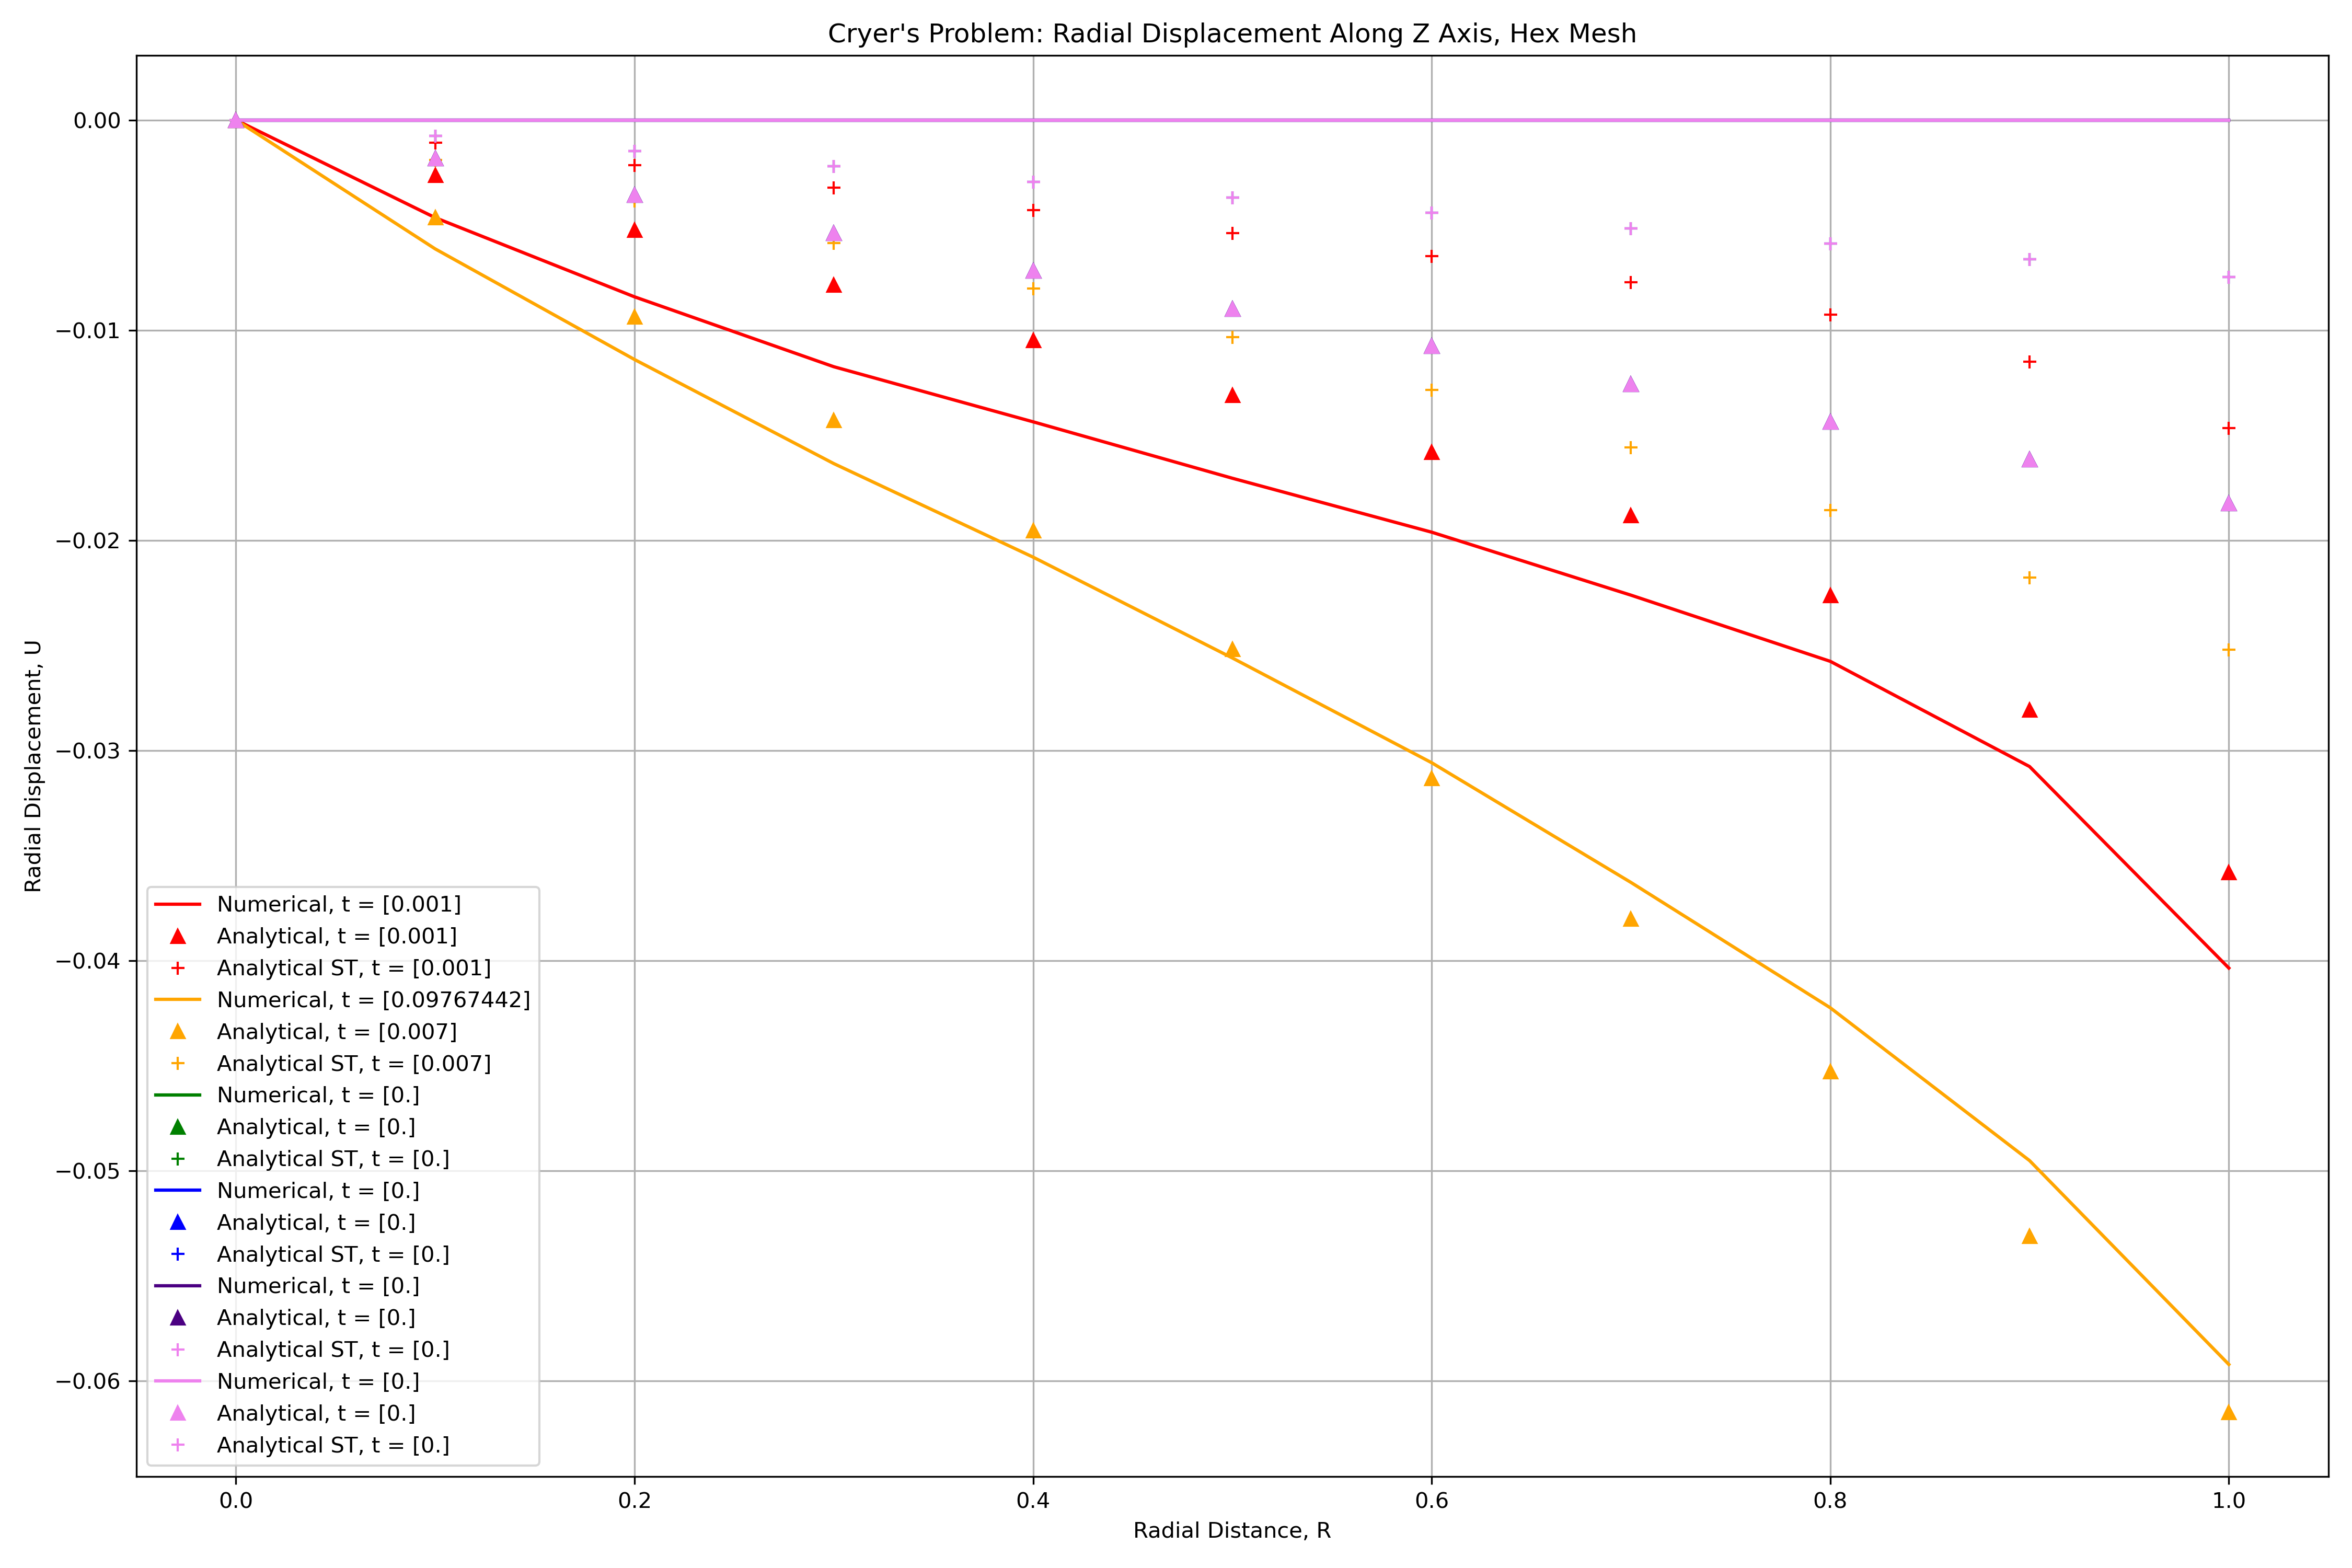 Cryer's Problem: Radial Displacement Along Z Axis, Hex Mesh
0.00
−0.01
−0.02
−0.03
−0.04
−0.05
−0.06
Radial Displacement, U
Numerical, t = [0.001]
Analytical, t = [0.001]
Analytical ST, t = [0.001]
Numerical, t = [0.09767442]
Analytical, t = [0.007]
Analytical ST, t = [0.007]
Numerical, t = [0.]
Analytical, t = [0.]
Analytical ST, t = [0.]
Numerical, t = [0.]
Analytical, t = [0.]
Analytical ST, t = [0.]
Numerical, t = [0.]
Analytical, t = [0.]
Analytical ST, t = [0.]
Numerical, t = [0.]
Analytical, t = [0.]
Analytical ST, t = [0.]
0.0 0.2 0.4 0.6 0.8 1.0
Radial Distance, R